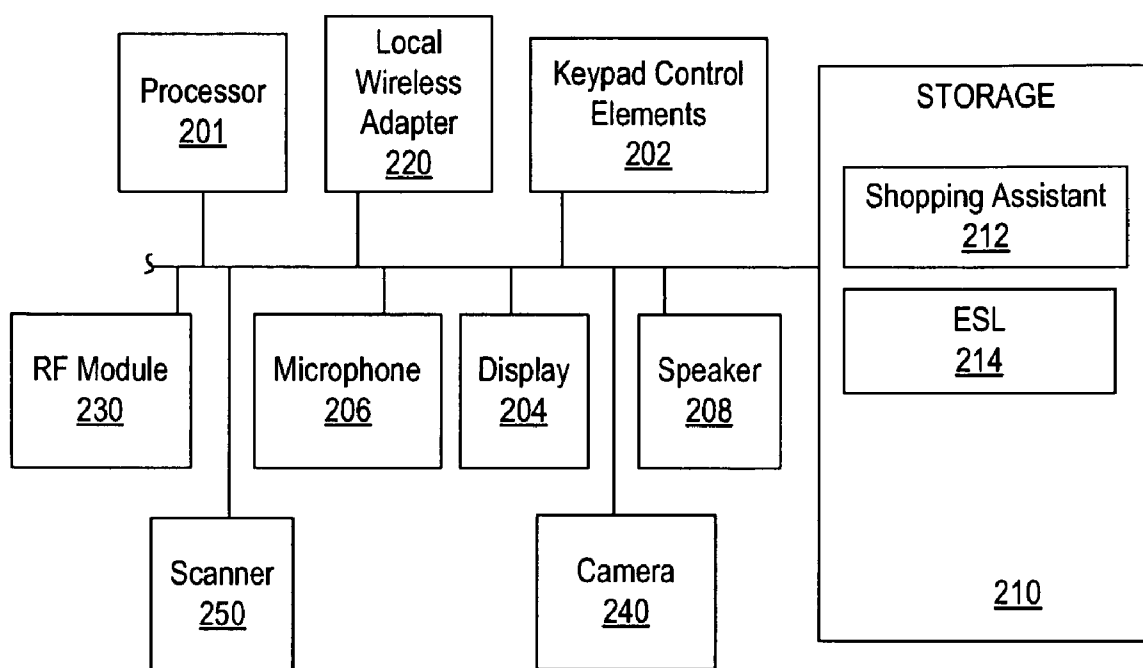 Processor
201
Local
Wireless
Adapter
220
Keypad Control
Elements
202
STORAGE
Shopping Assistant
212
ESL
214
210
RF Module
230
Microphone
206
Display
204
Speaker
208
Scanner
250
Camera
240